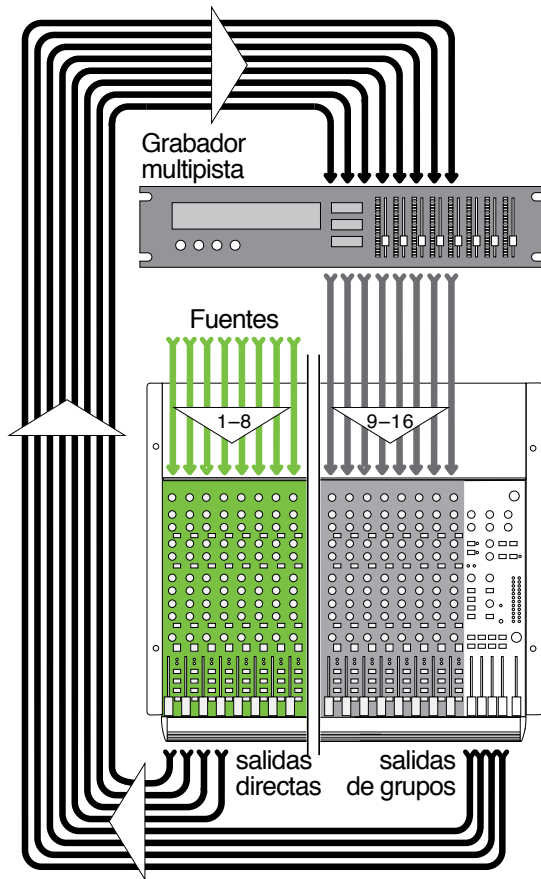 Grabador
multipista
Fuentes
1–8
9–16
salidas
directas
salidas
de grupos